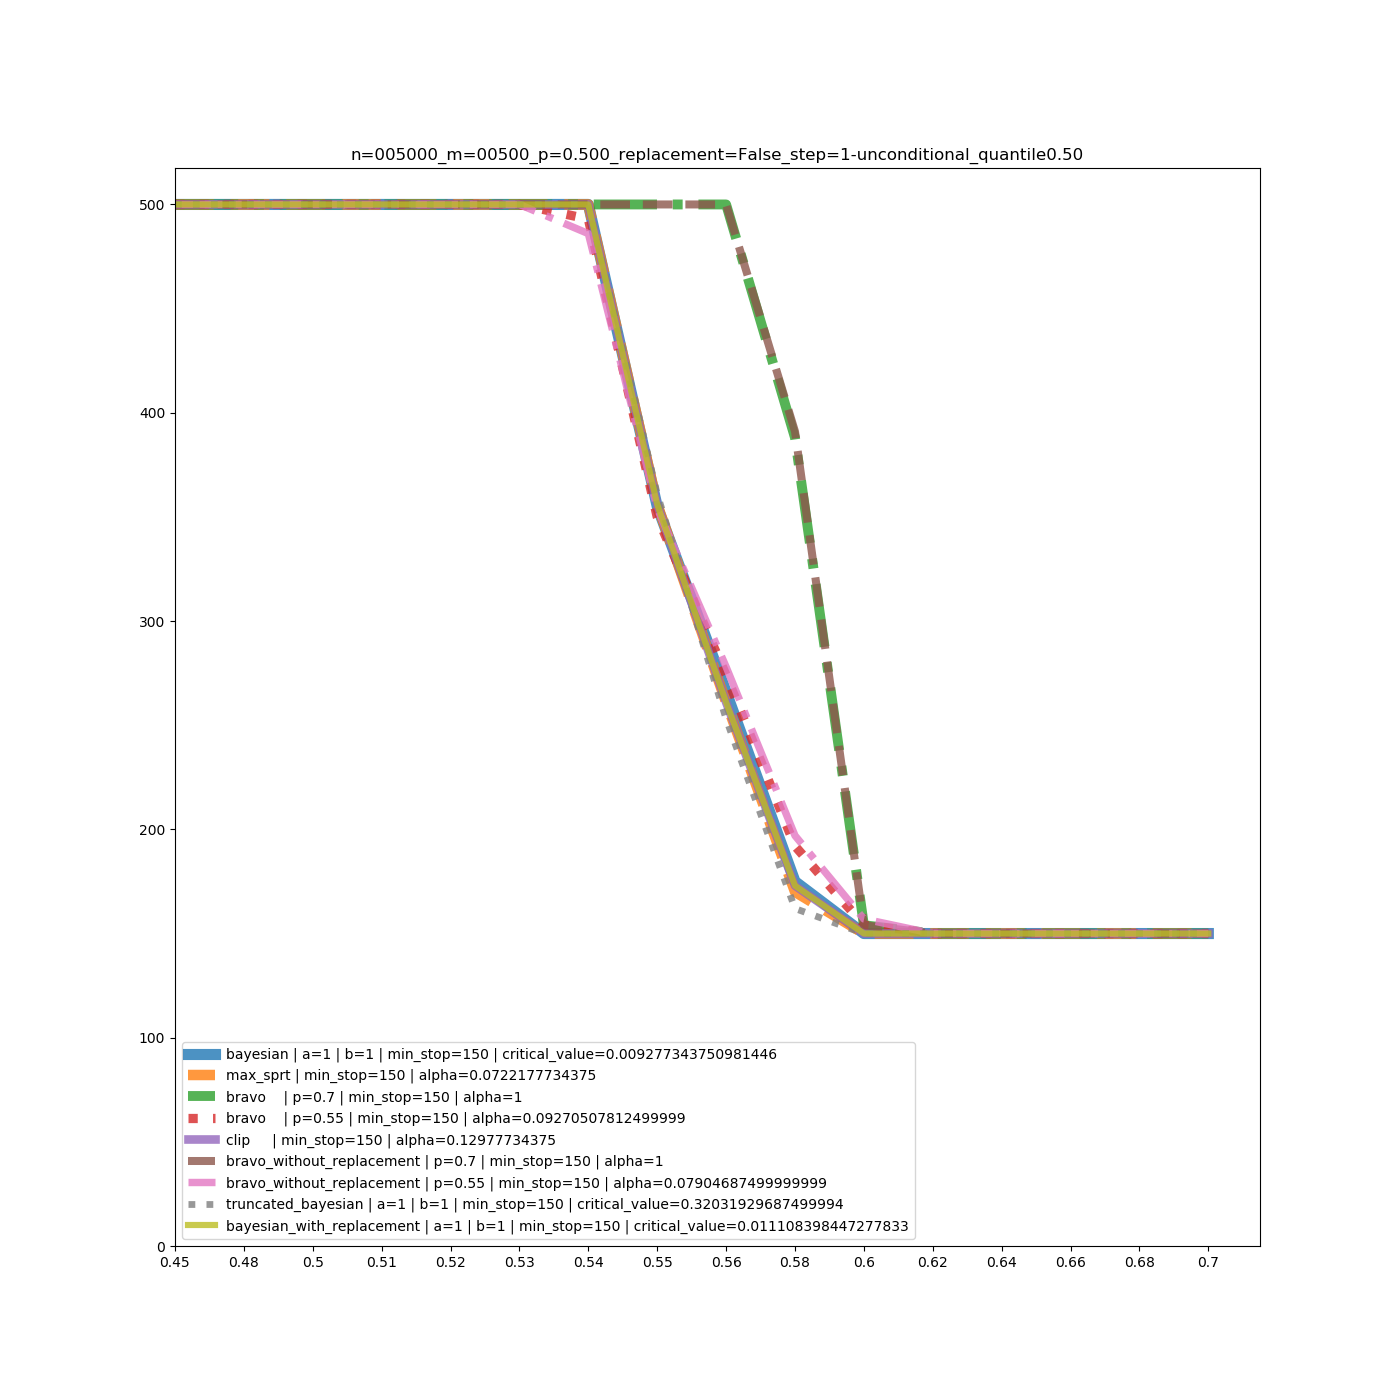 n=005000_m=00500_p=0.500_replacement=False_step=1-unconditional_quantile0.50
500
400
300
200
100
0
bayesian | a=1 | b=1 | min_stop=150 | critical_value=0.009277343750981446
max_sprt | min_stop=150 | alpha=0.0722177734375
bravo    | p=0.7 | min_stop=150 | alpha=1
bravo    | p=0.55 | min_stop=150 | alpha=0.09270507812499999
clip     | min_stop=150 | alpha=0.12977734375
bravo_without_replacement | p=0.7 | min_stop=150 | alpha=1
bravo_without_replacement | p=0.55 | min_stop=150 | alpha=0.07904687499999999
truncated_bayesian | a=1 | b=1 | min_stop=150 | critical_value=0.32031929687499994
bayesian_with_replacement | a=1 | b=1 | min_stop=150 | critical_value=0.011108398447277833
0.45 0.48 0.5 0.51 0.52 0.53 0.54 0.55 0.56 0.58 0.6 0.62 0.64 0.66 0.68 0.7